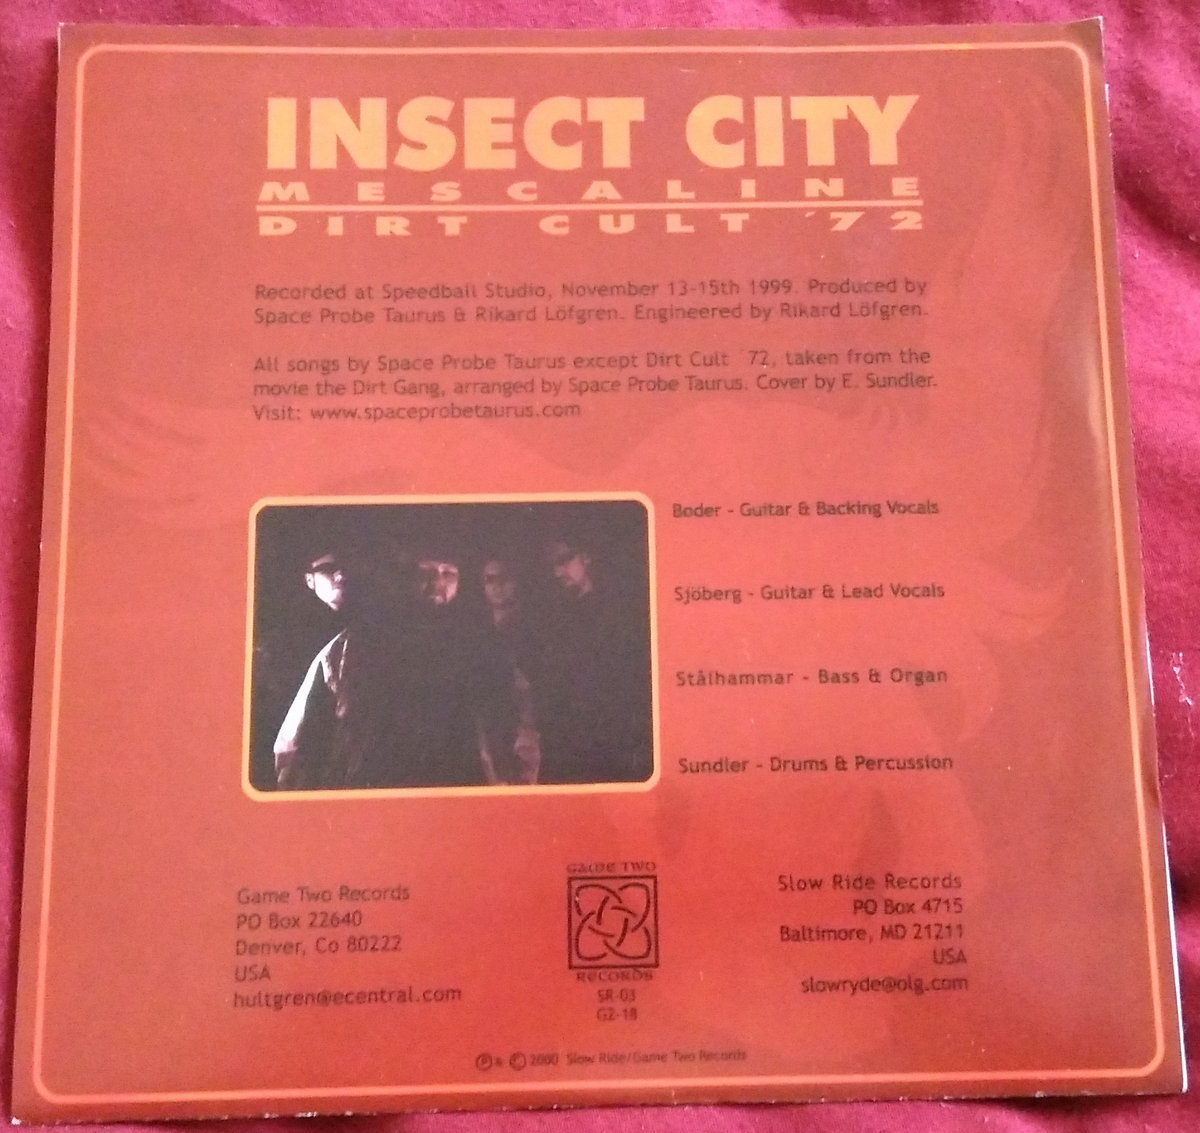 INSECT CITY
MESCALINE
DIRT CULT '72
Recorded at Speedball Studio, November 13-15th 1999. Produced by
Space Probe Taurus & Rikard Löfgren. Engineered by Rikard Löfgren.
All songs by Space Probe Taurus except Dirt Cult ´72, taken from the
movie the Dirt Gang, arranged by Space Probe Taurus. Cover by E. Sundler.
Visit: www.spaceprobetaurus.com
Boder - Guitar & Backing Vocals
Sjöberg - Guitar & Lead Vocals
Stålhammar - Bass & Organ
Sundler - Drums & Percussion
Game Two Records
PO Box 22640
Denver, Co 80222
USA
hultgren@ecentral.com
GAME TWO
RECORDS
SR-03
G2-18
Slow Ride Records
PO Box 4715
Baltimore, MD 21211
USA
slowryde@olg.com
℗ & © 2000 Slow Ride/Game Two Records